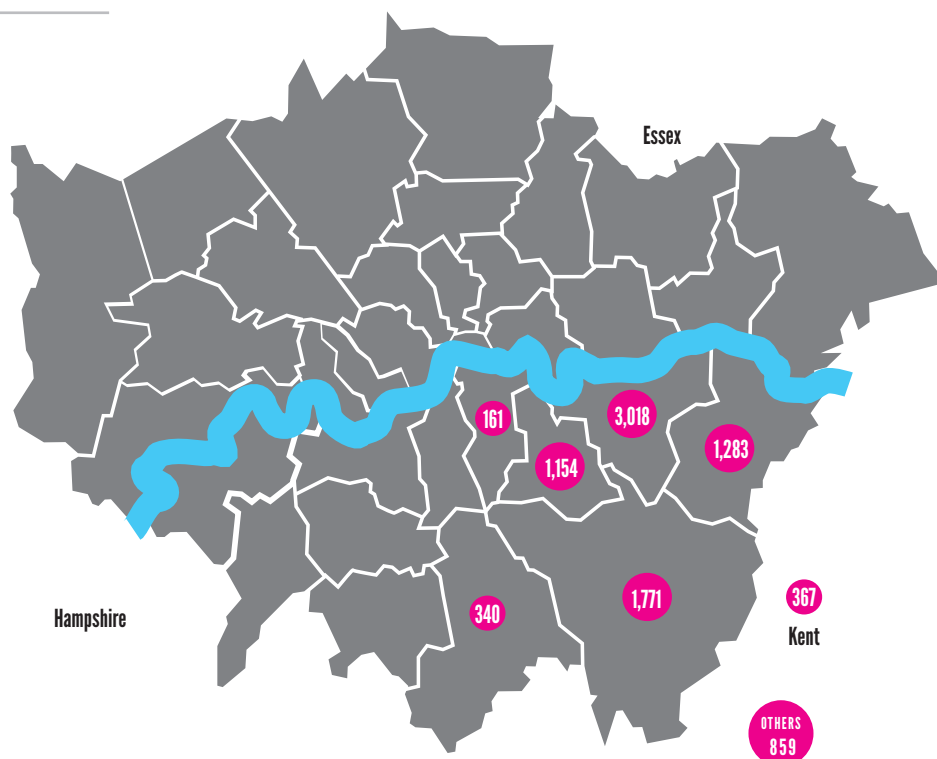 Essex
161
3,018
1,154
1,283
Hampshire
340
1,771
367
Kent
OTHERS
859